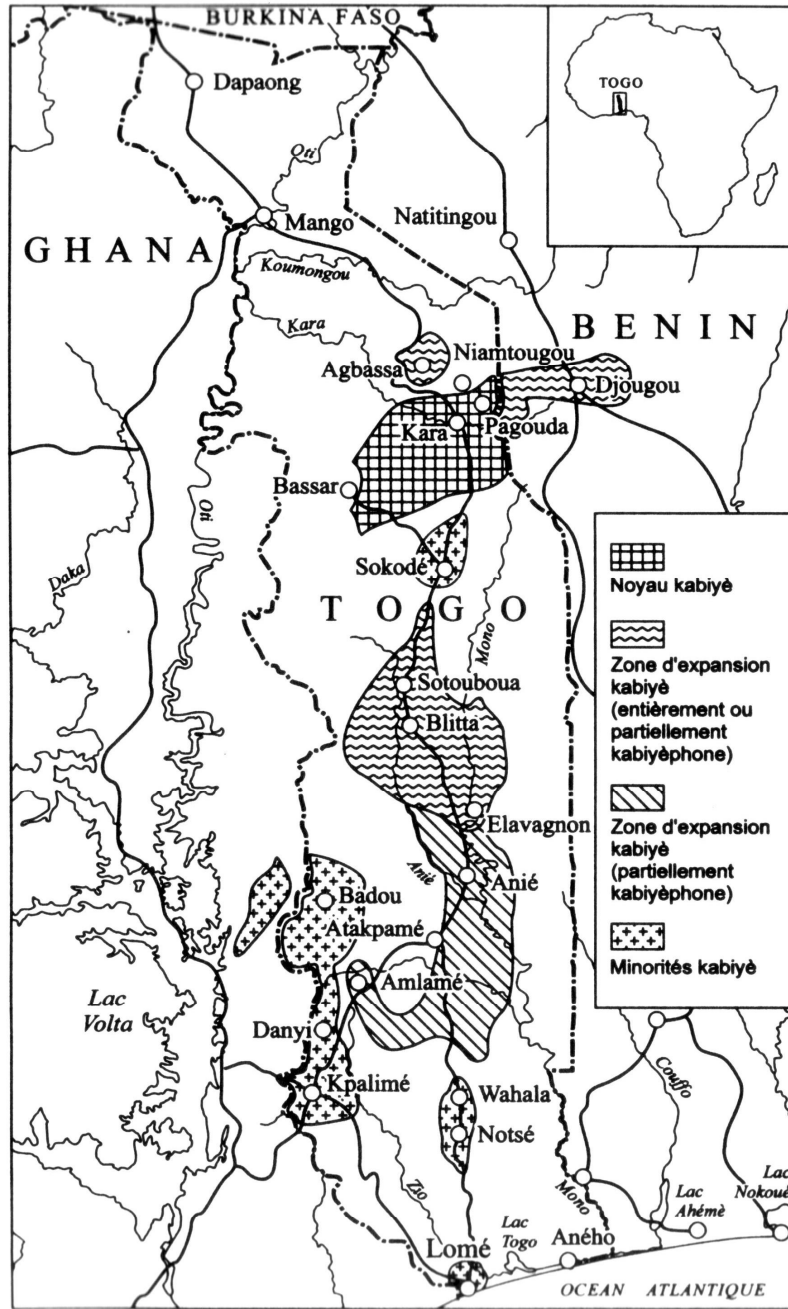 BURKINA FASO
TOGO
Dapaong
Oti
Mango
Natitingou
GHANA
Koumongou
BENIN
Kara
Niamtougou
Agbassa
Djougou
Pagouda
Kara
Bassar
Oti
Sokodé
Daka
TOGO
Mono
Noyau kabiyè
Zone d'expansion
kabiyè
(entièrement ou
partiellement
kabiyèphone)
Sotouboua
Blitta
Elavagnon
Zone d'expansion
kabiyè
(partiellement
kabiyèphone)
Anié
Anié
Badou
Atakpamé
Minorités kabiyè
Amlamé
Lac
Volta
Danyi
Kpalimé
Wahala
Couffo
Notsé
Zio
Mono
Lac
Ahémè
Lac
Nokoué
Lac
Togo
Aného
Lomé
OCEAN ATLANTIQUE